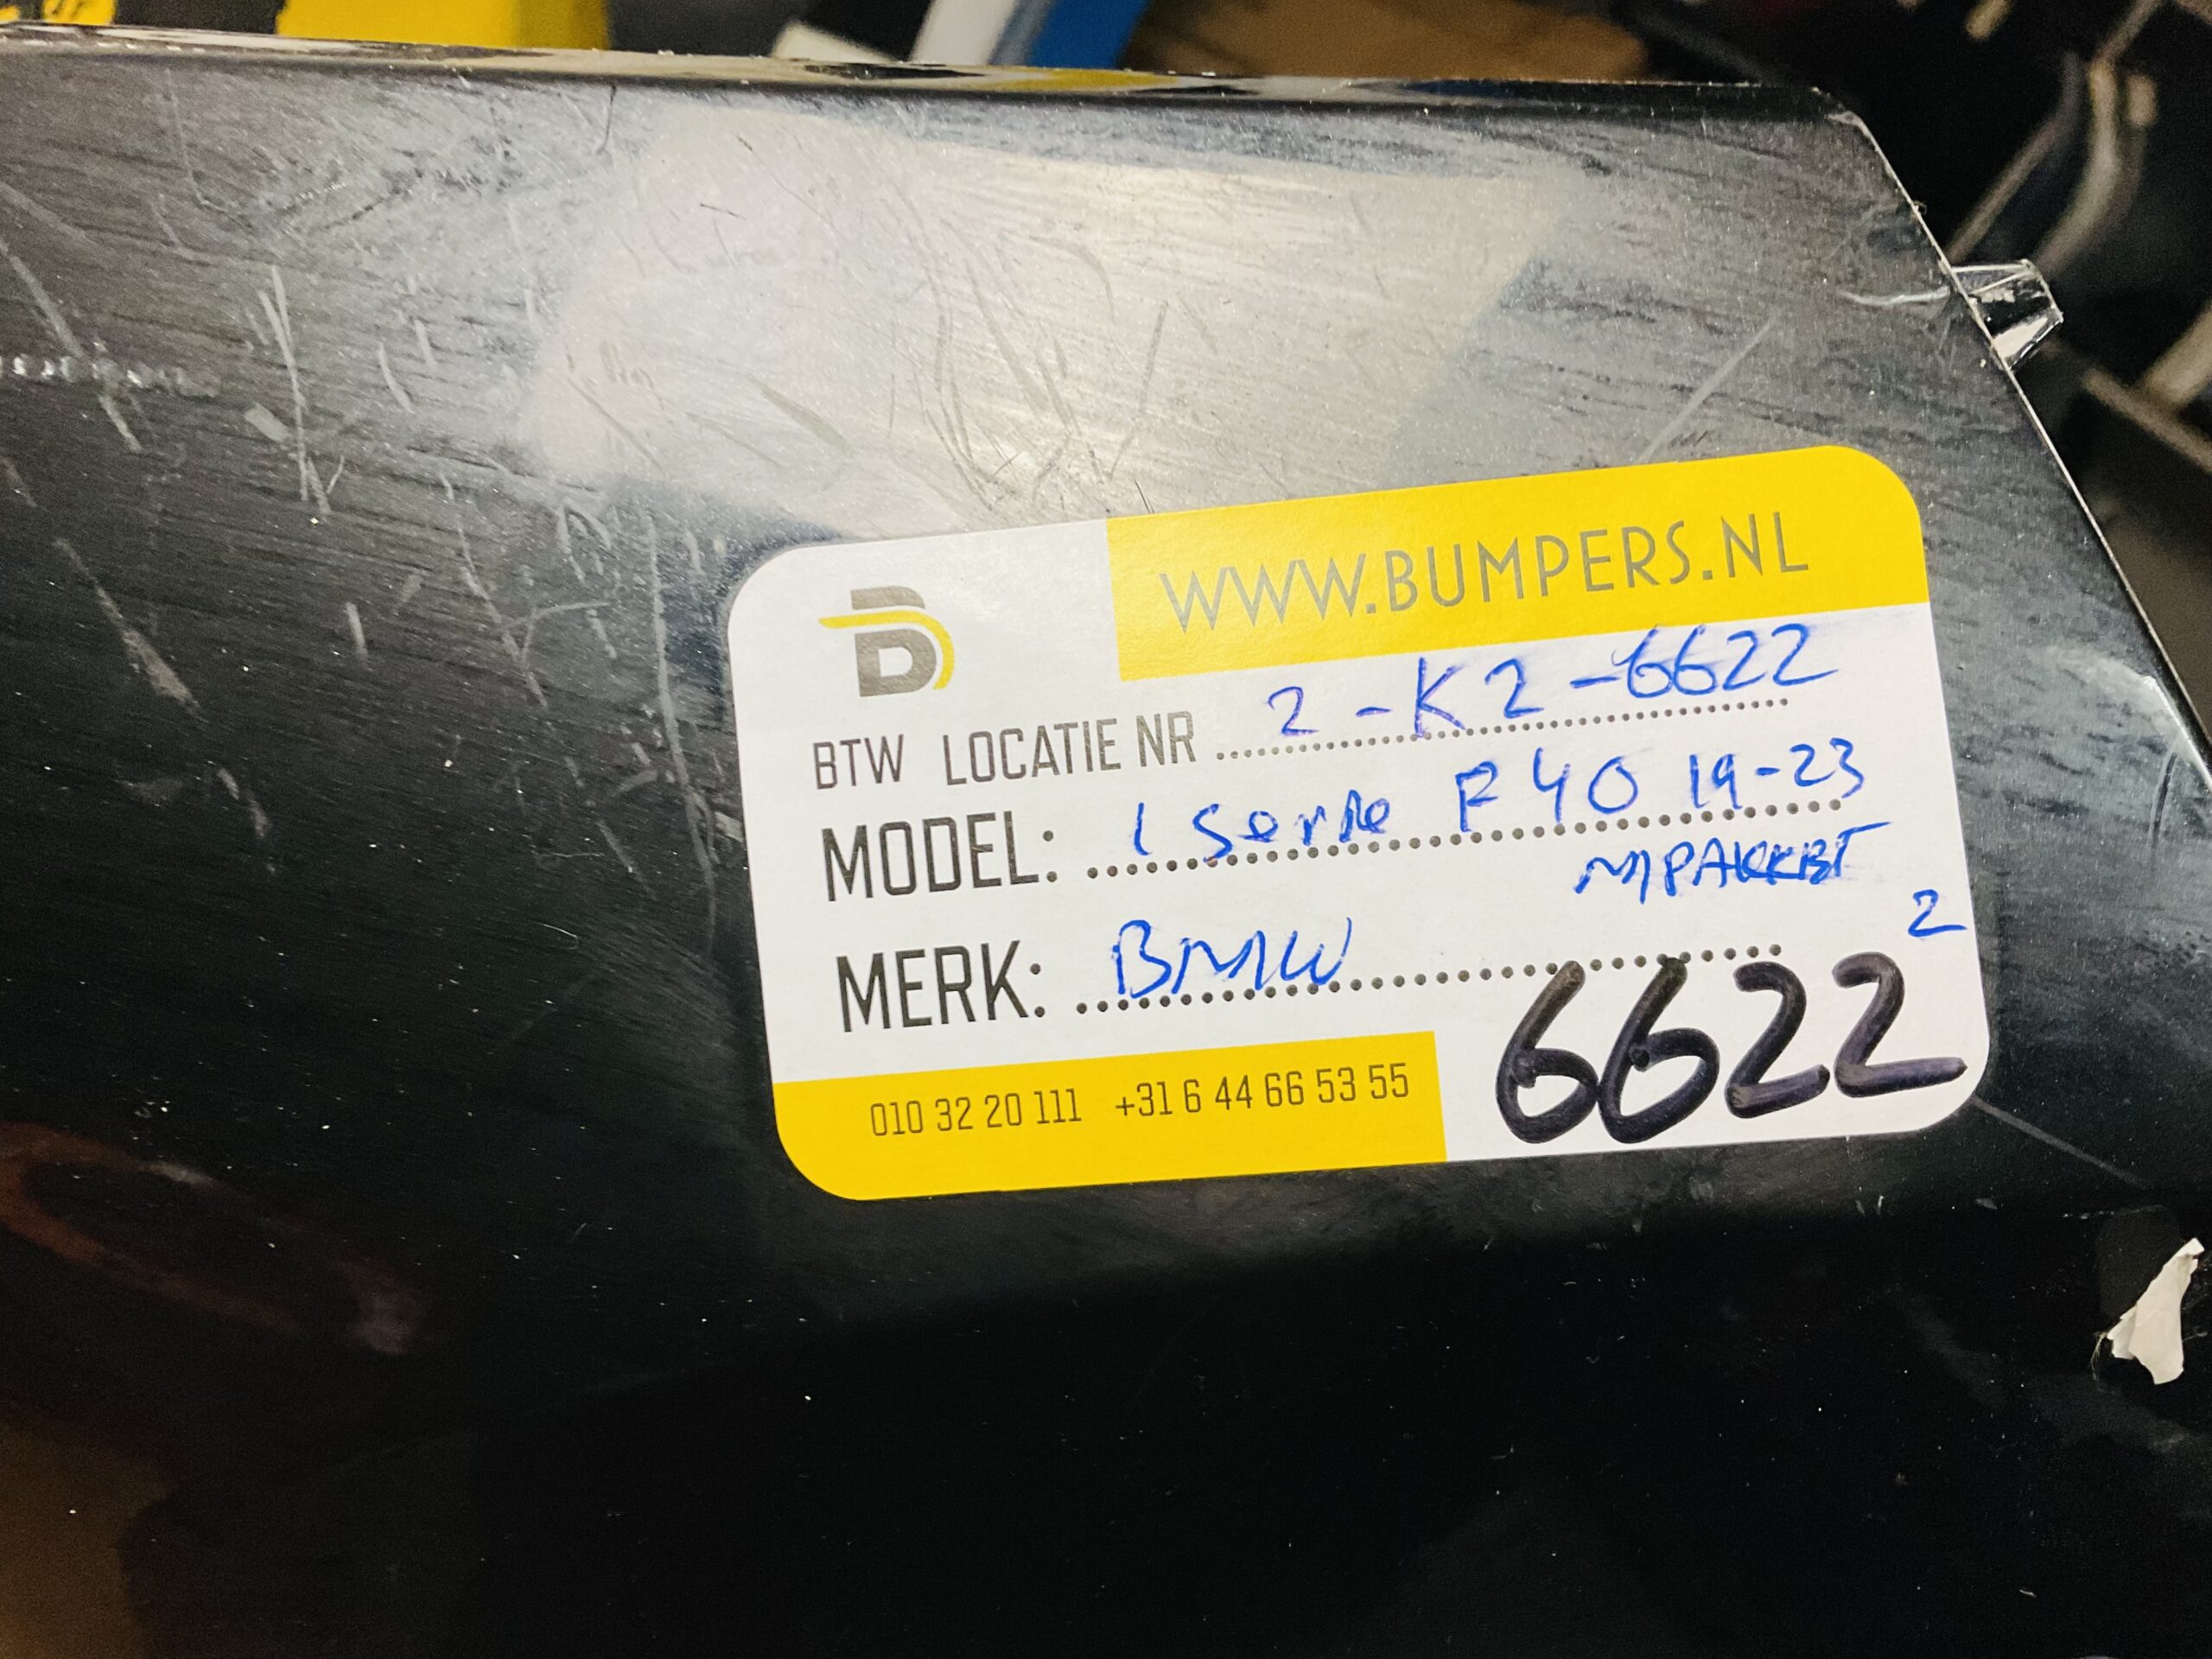 WWW.BUMPERS.NL
B
BTW LOCATIE NR 2-K2-6622
MODEL: 1 Serie F40 19-23
M PAKKET
2
MERK: BMW
6622
010 32 20 111 +31 6 44 66 53 55